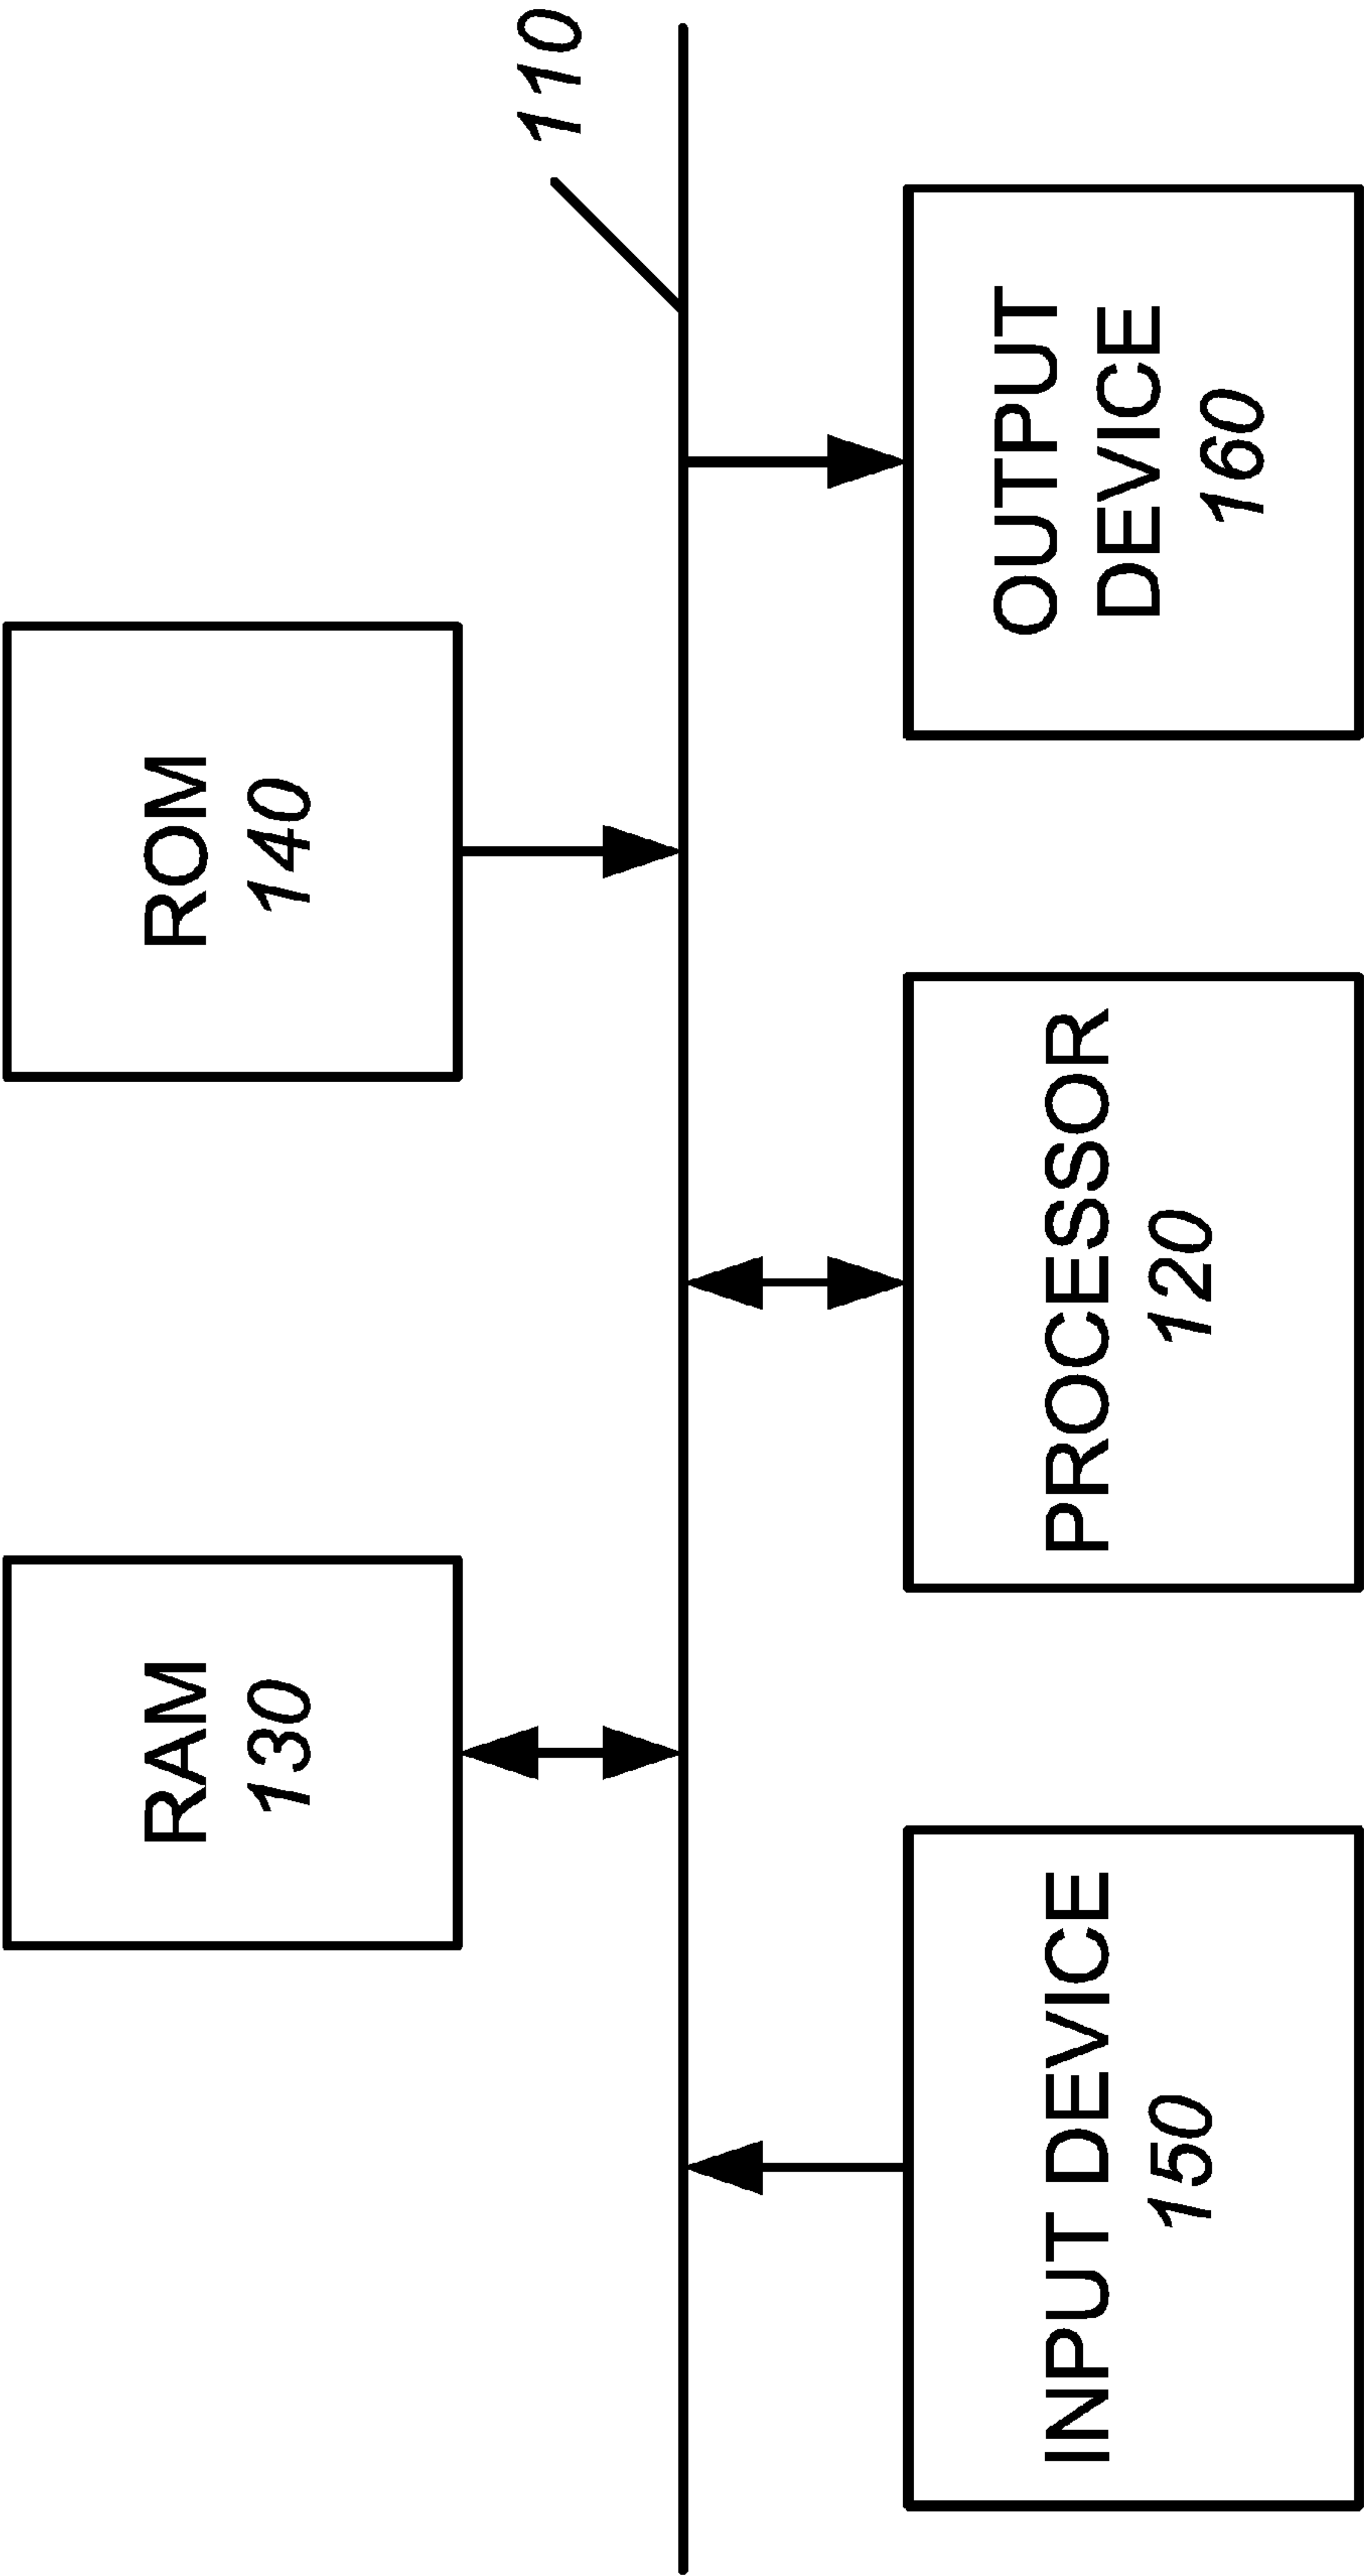 RAM
130
ROM
140
110
INPUT DEVICE
150
PROCESSOR
120
OUTPUT
DEVICE
160